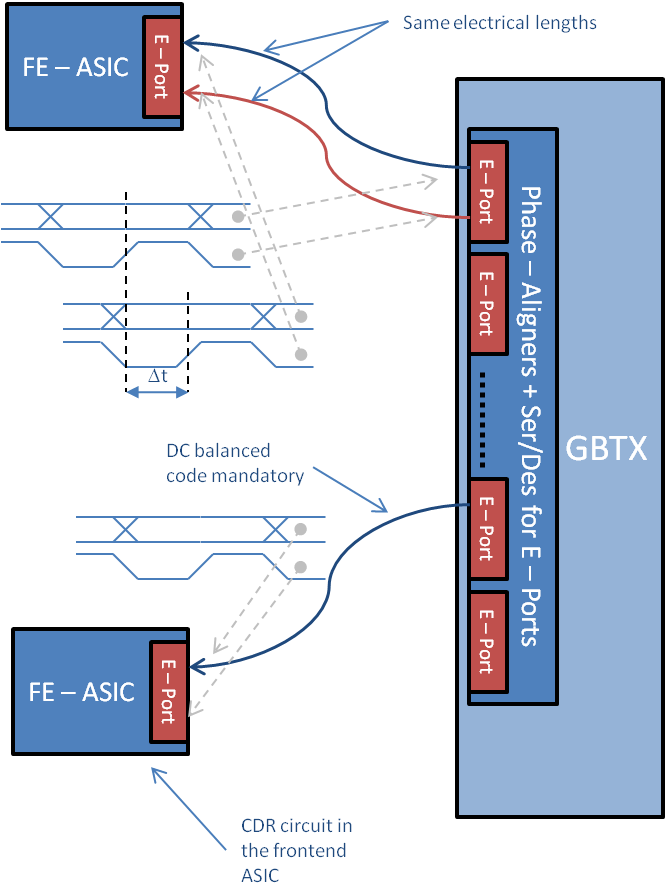 Same electrical lengths
FE – ASIC
E – Port
E – Port
E – Port
E – Port
E – Port
Phase – Aligners + Ser/Des for E – Ports
GBTX
Δt
DC balanced
code mandatory
FE – ASIC
E – Port
CDR circuit in
the frontend
ASIC